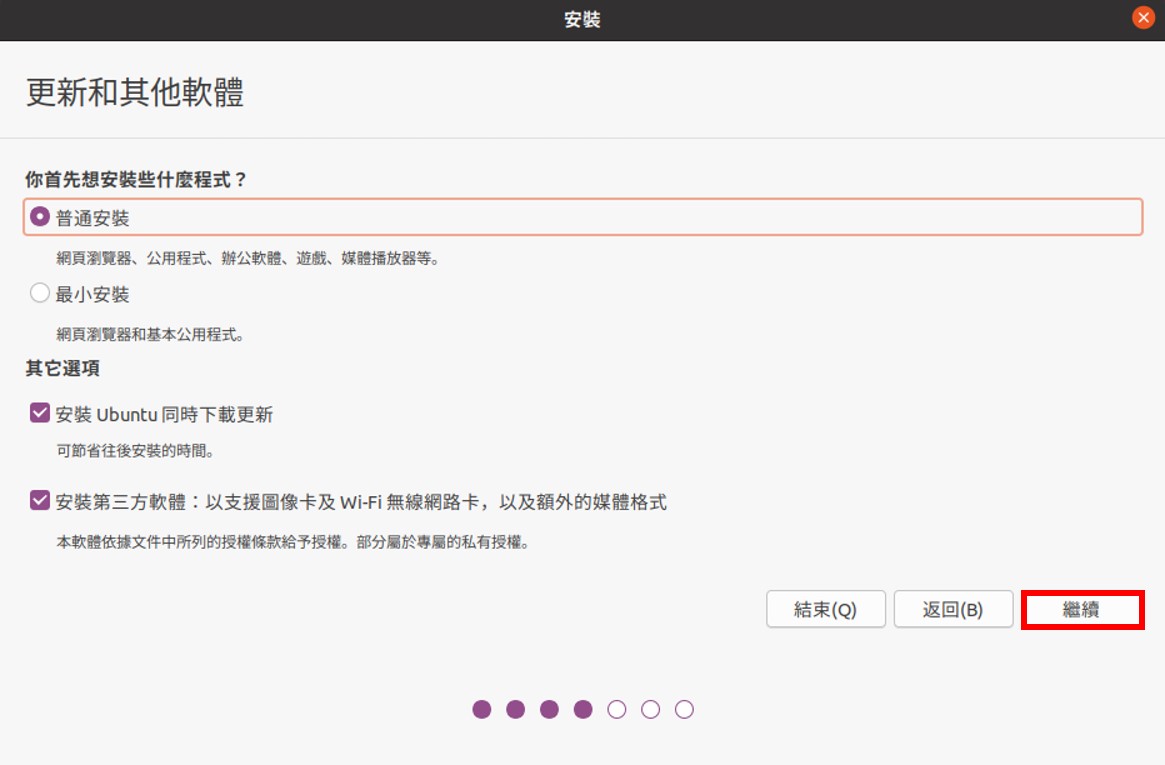 安裝
更新和其他軟體
你首先想安裝些什麼程式？
普通安裝
網頁瀏覽器、公用程式、辦公軟體、遊戲、媒體播放器等。
最小安裝
網頁瀏覽器和基本公用程式。
其它選項
安裝 Ubuntu 同時下載更新
可節省往後安裝的時間。
安裝第三方軟體：以支援圖像卡及 Wi-Fi 無線網路卡，以及額外的媒體格式
本軟體依據文件中所列的授權條款給予授權。部分屬於專屬的私有授權。
結束(Q) 返回(B) 繼續